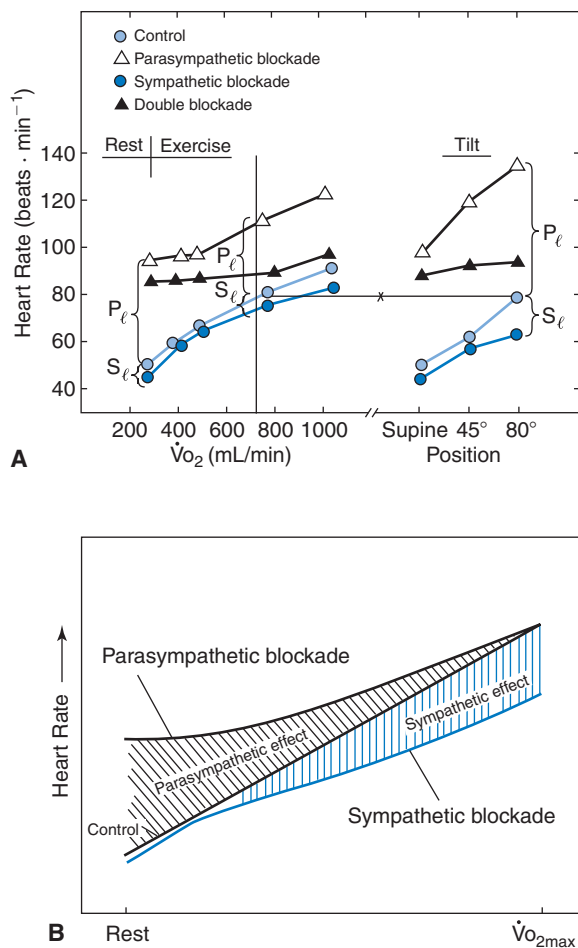 Control
Parasympathetic blockade
Sympathetic blockade
Double blockade
Rest Exercise
Tilt
Heart Rate (beats · min⁻¹)
140
120
100
80
60
40
Pℓ
Sℓ
Pℓ
Sℓ
Pℓ
Sℓ
x
200 400 600 800 1000
Supine 45° 80°
V̇o₂ (mL/min)
Position
A
Heart Rate
Parasympathetic blockade
Parasympathetic effect
Sympathetic effect
Control
Sympathetic blockade
B
Rest
V̇o₂max